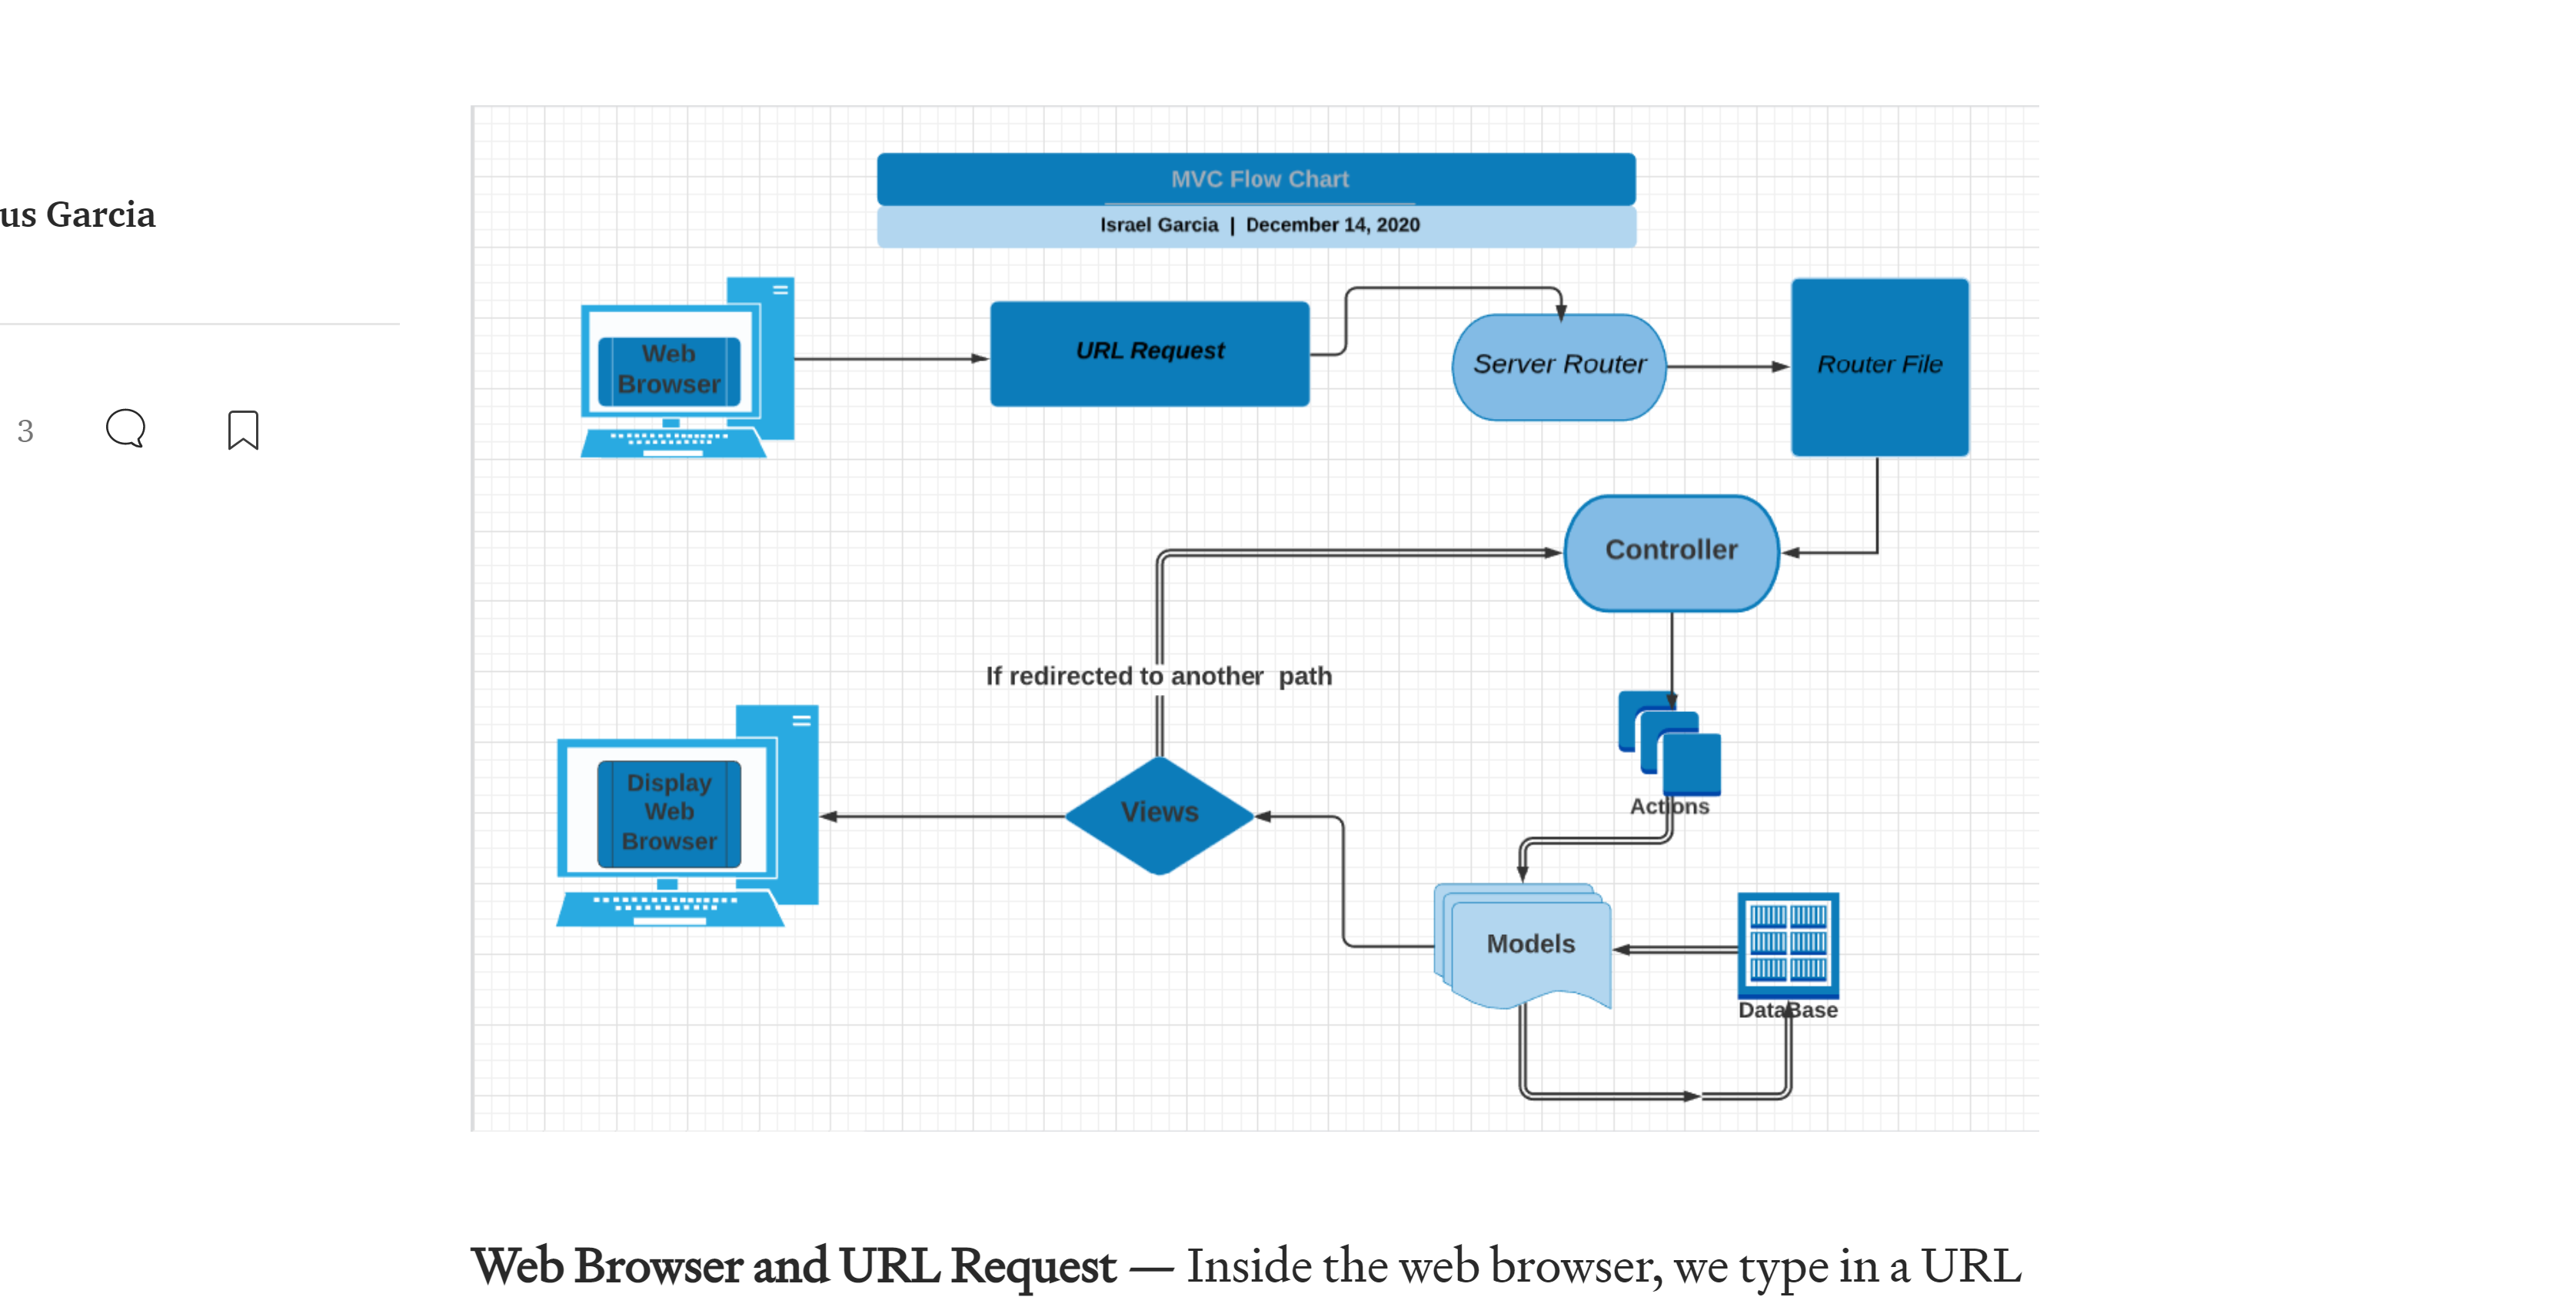 us Garcia
3
MVC Flow Chart
Israel Garcia | December 14, 2020
Web
Browser
URL Request
Server Router
Router File
Controller
If redirected to another path
Actions
Display
Web
Browser
Views
Models
DataBase
Web Browser and URL Request — Inside the web browser, we type in a URL